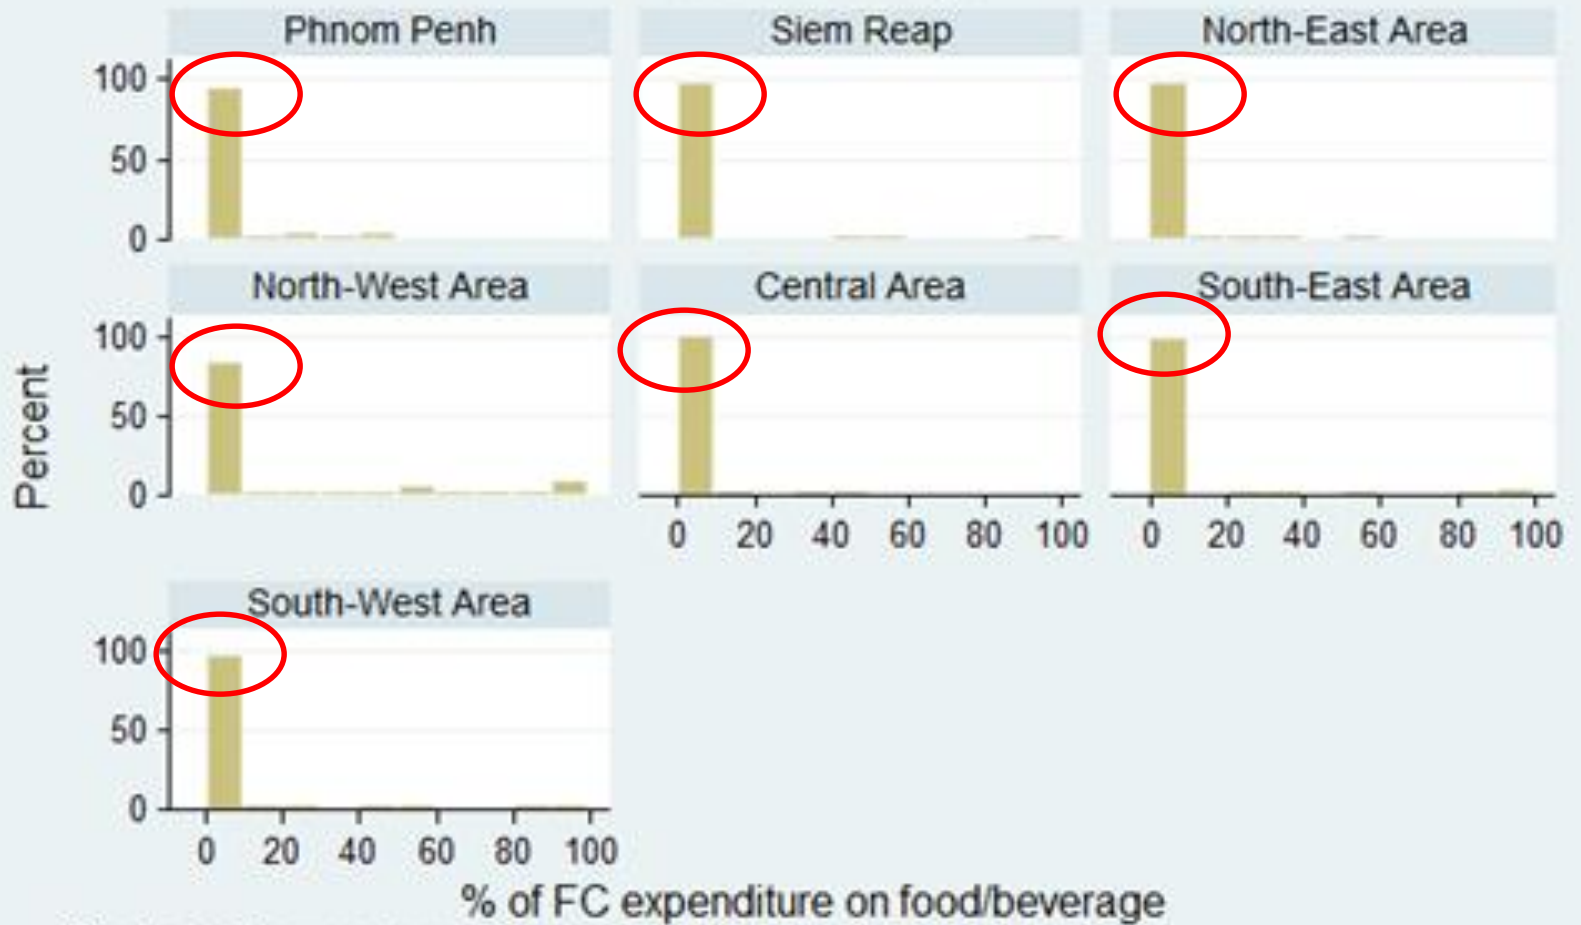 Phnom Penh Siem Reap North-East Area
100
50
0
North-West Area Central Area South-East Area
100
50
0
Percent
0 20 40 60 80 100 0 20 40 60 80 100
South-West Area
100
50
0
0 20 40 60 80 100
% of FC expenditure on food/beverage